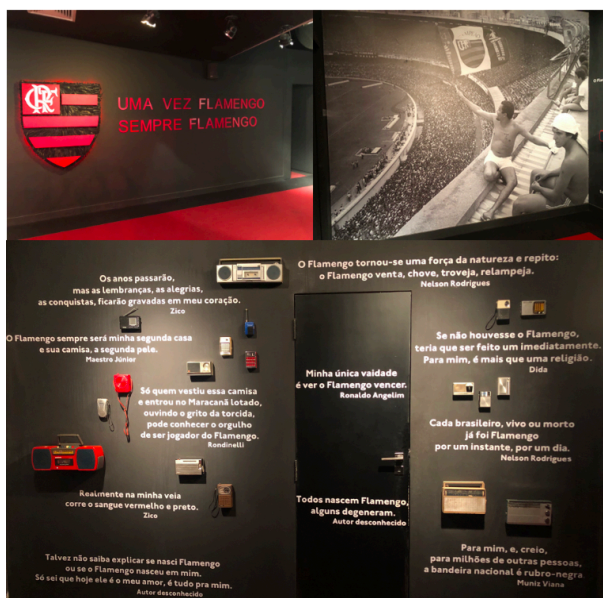 CRF
UMA VEZ FLAMENGO
SEMPRE FLAMENGO
O Flamengo tornou-se uma força da natureza e repito:
o Flamengo venta, chove, troveja, relampeja.
Nelson Rodrigues
Os anos passarão,
mas as lembranças, as alegrias,
as conquistas, ficarão gravadas em meu coração.
Zico
O Flamengo sempre será minha segunda casa
e sua camisa, a segunda pele.
Maestro Júnior
Só quem vestiu essa camisa
e entrou no Maracanã lotado,
ouvindo o grito da torcida,
pode conhecer o orgulho
de ser jogador do Flamengo.
Rondinelli
Realmente na minha veia
corre o sangue vermelho e preto.
Zico
Talvez não saiba explicar se nasci Flamengo
ou se o Flamengo nasceu em mim.
Só sei que hoje ele é o meu amor, é tudo pra mim.
Autor desconhecido
Minha única vaidade
é ver o Flamengo vencer.
Ronaldo Angelim
Todos nascem Flamengo,
alguns degeneram.
Autor desconhecido
Se não houvesse o Flamengo,
teria que ser feito um imediatamente.
Para mim, é mais que uma religião.
Dida
Cada brasileiro, vivo ou morto
já foi Flamengo
por um instante, por um dia.
Nelson Rodrigues
Para mim, e, creio,
para milhões de outras pessoas,
a bandeira nacional é rubro-negra.
Muniz Viana